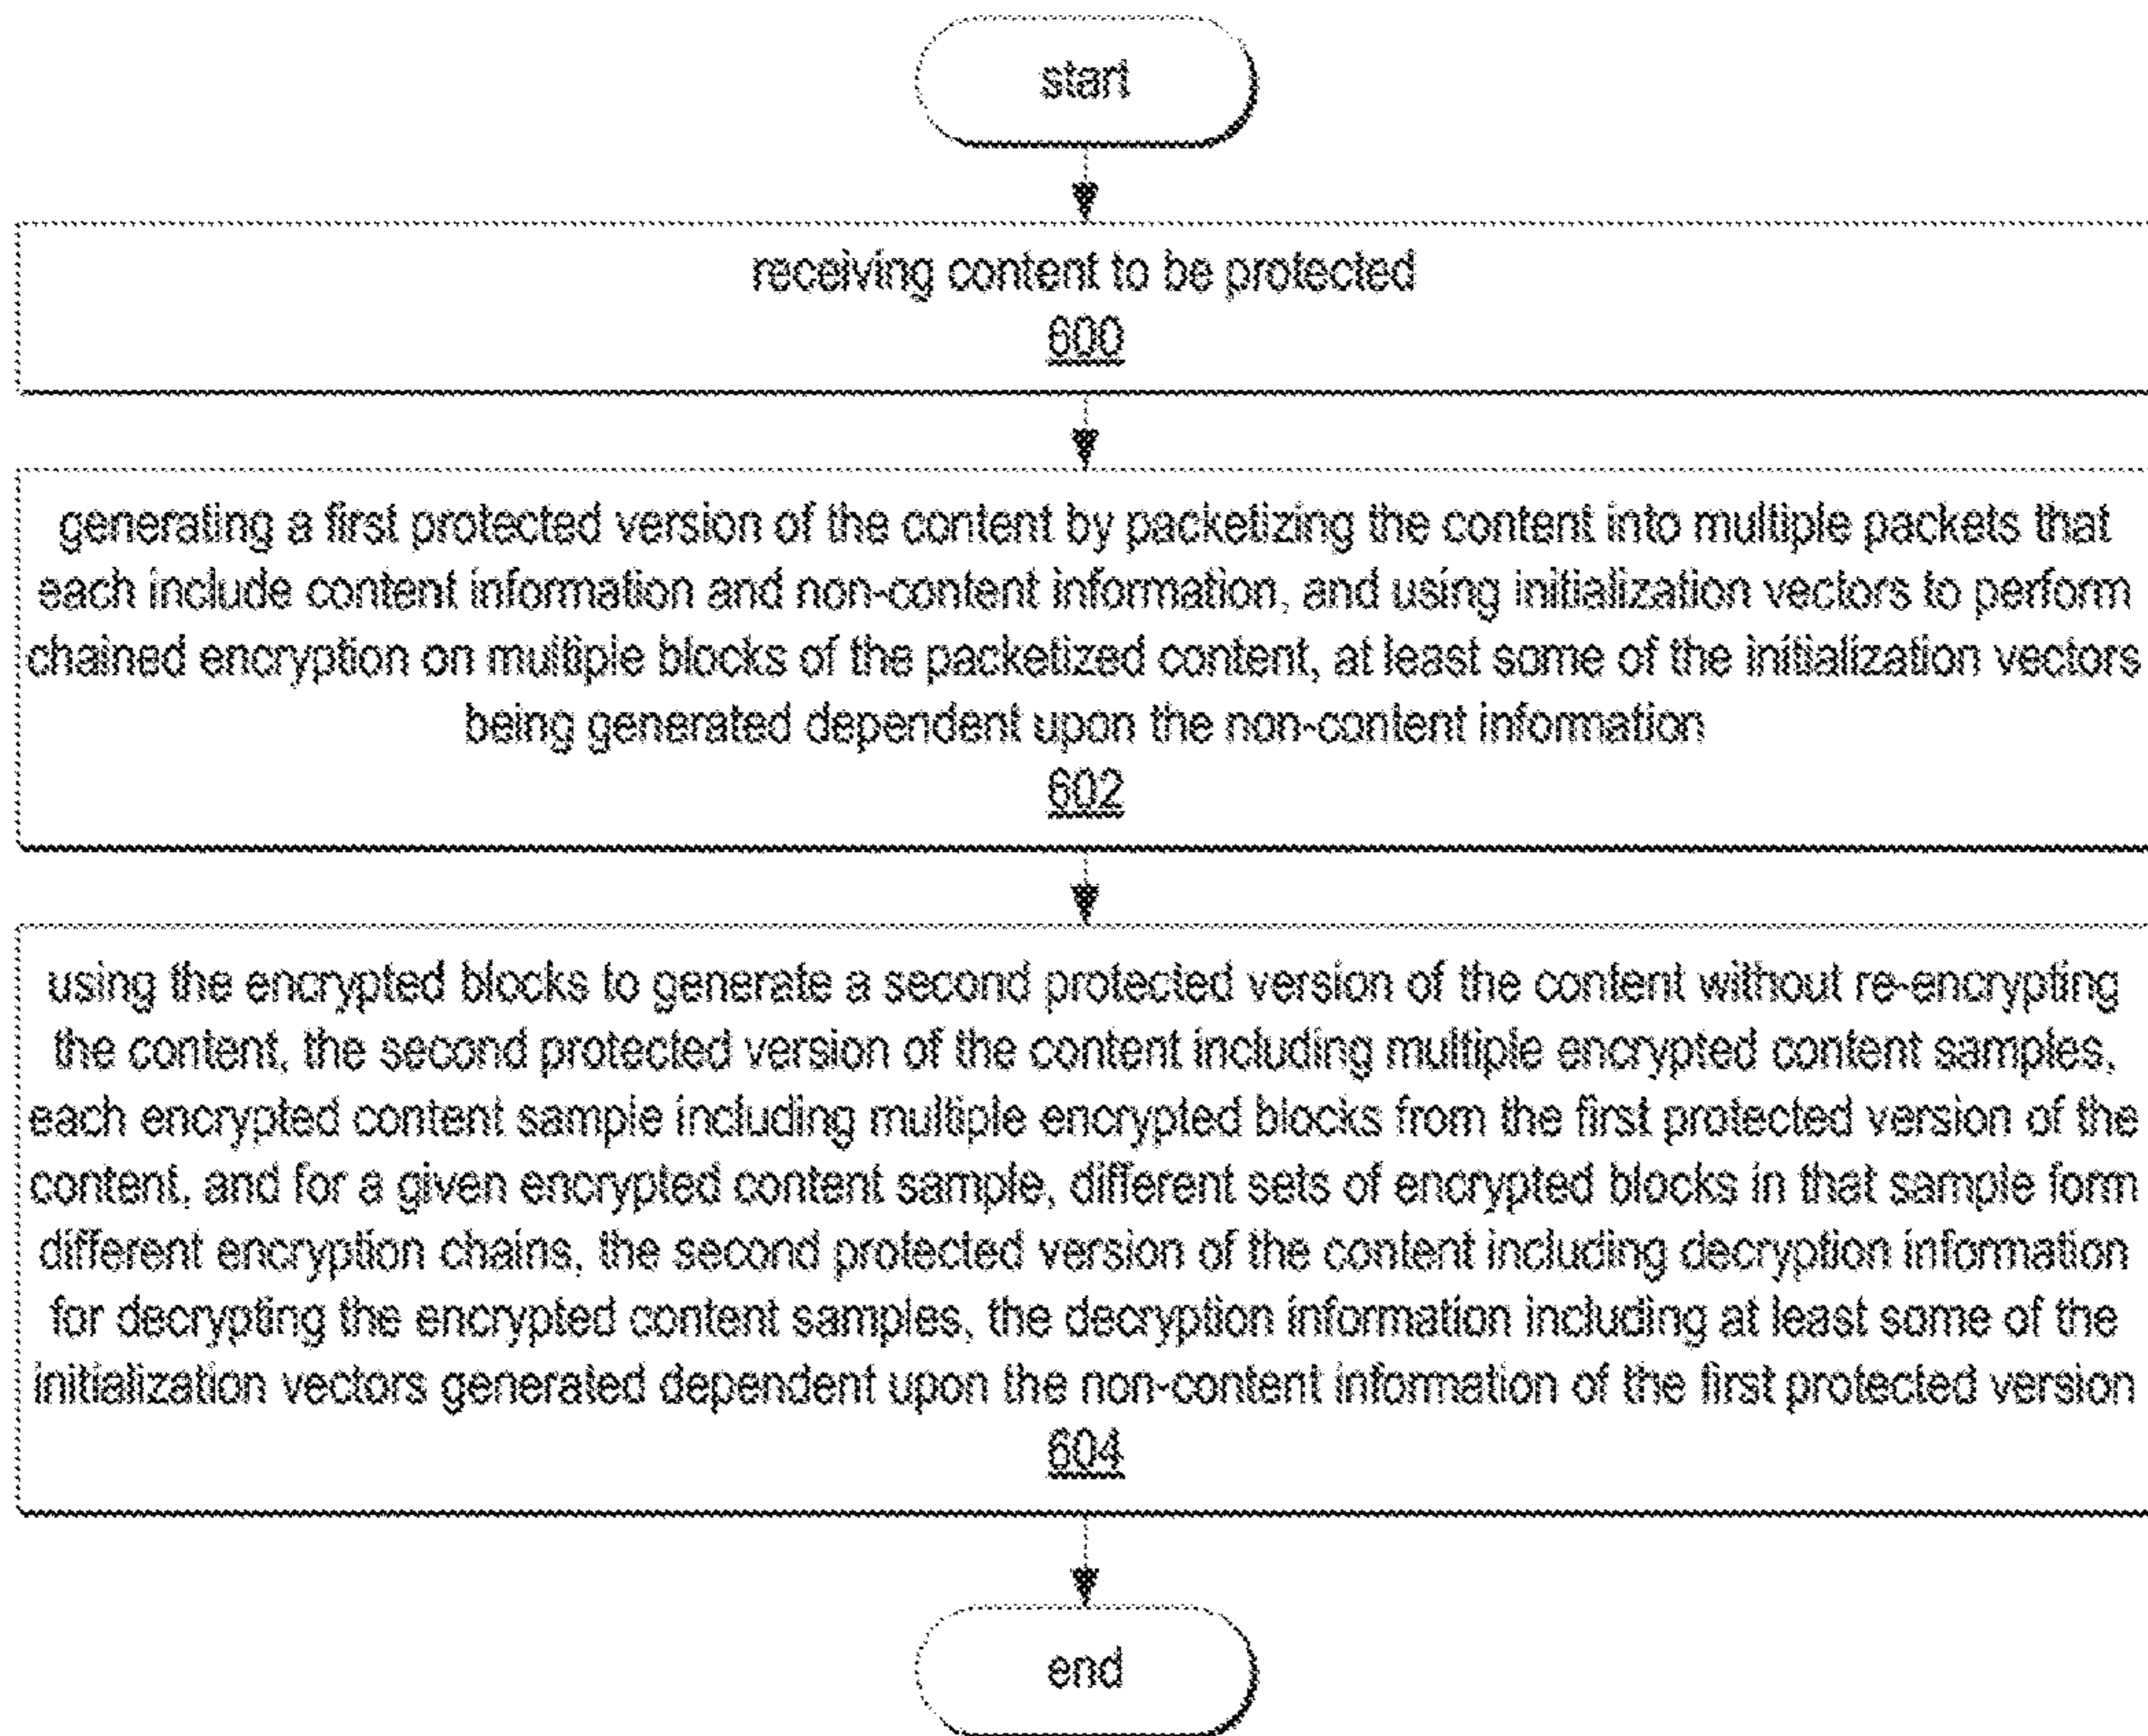 start
receiving content to be protected
600
generating a first protected version of the content by packetizing the content into multiple packets that
each include content information and non-content information, and using initialization vectors to perform
chained encryption on multiple blocks of the packetized content, at least some of the initialization vectors
being generated dependent upon the non-content information
602
using the encrypted blocks to generate a second protected version of the content without re-encrypting
the content, the second protected version of the content including multiple encrypted content samples,
each encrypted content sample including multiple encrypted blocks from the first protected version of the
content, and for a given encrypted content sample, different sets of encrypted blocks in that sample form
different encryption chains, the second protected version of the content including decryption information
for decrypting the encrypted content samples, the decryption information including at least some of the
initialization vectors generated dependent upon the non-content information of the first protected version
604
end